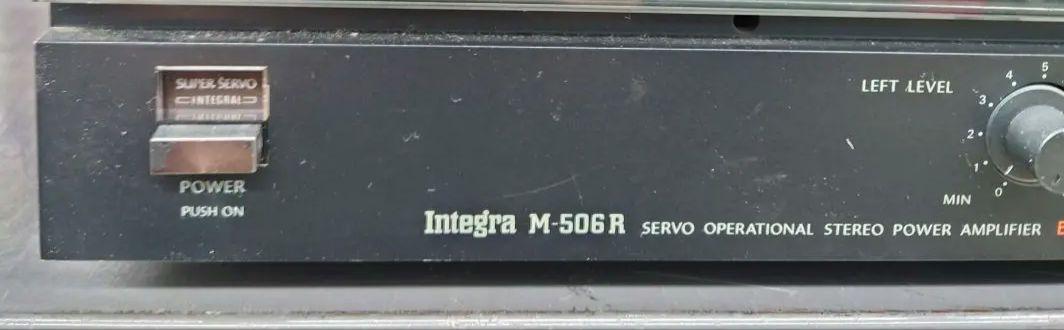 SUPER SERVO
INTEGRAL
POWER
PUSH ON
LEFT LEVEL
5
4
3
2
1
0
MIN
Integra M-506R SERVO OPERATIONAL STEREO POWER AMPLIFIER